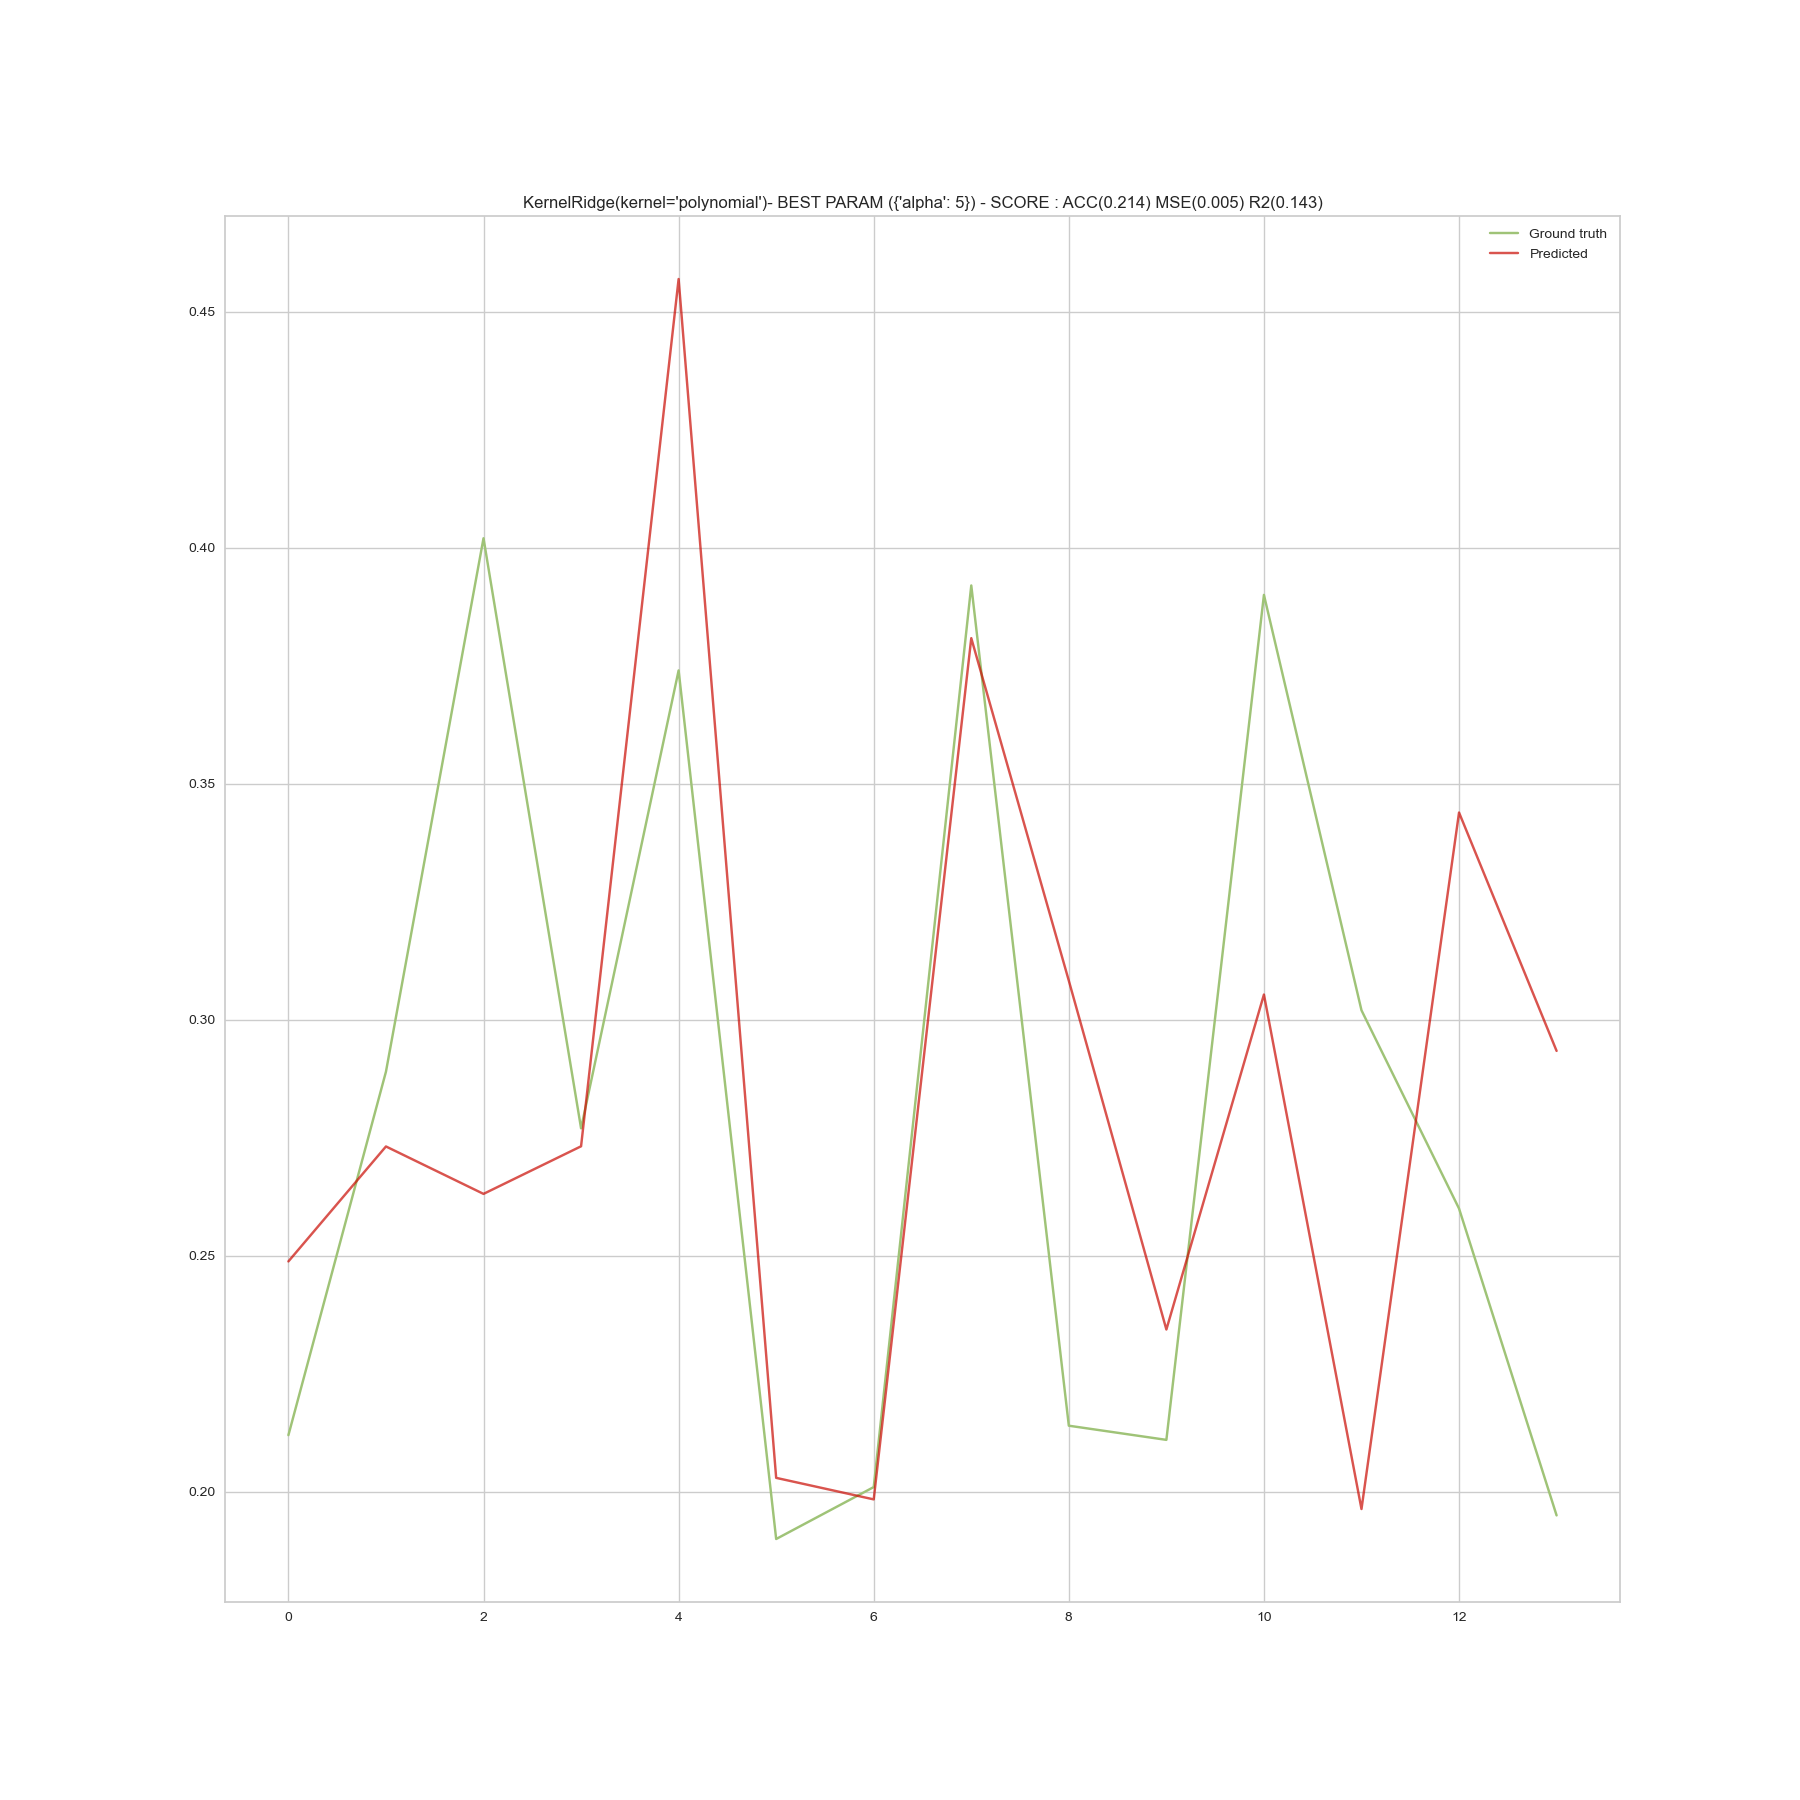 KernelRidge(kernel='polynomial')- BEST PARAM ({'alpha': 5}) - SCORE : ACC(0.214) MSE(0.005) R2(0.143)
Ground truth
Predicted
0.45
0.40
0.35
0.30
0.25
0.20
0 2 4 6 8 10 12